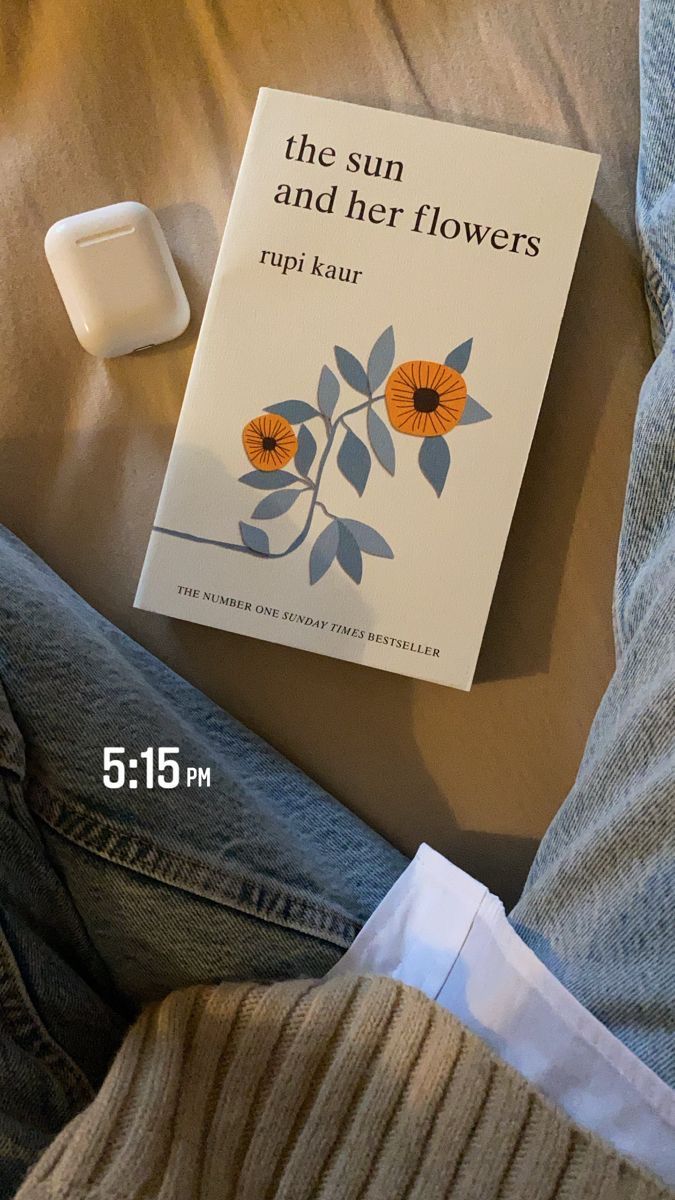 the sun
and her flowers
rupi kaur
THE NUMBER ONE SUNDAY TIMES BESTSELLER
5:15 PM